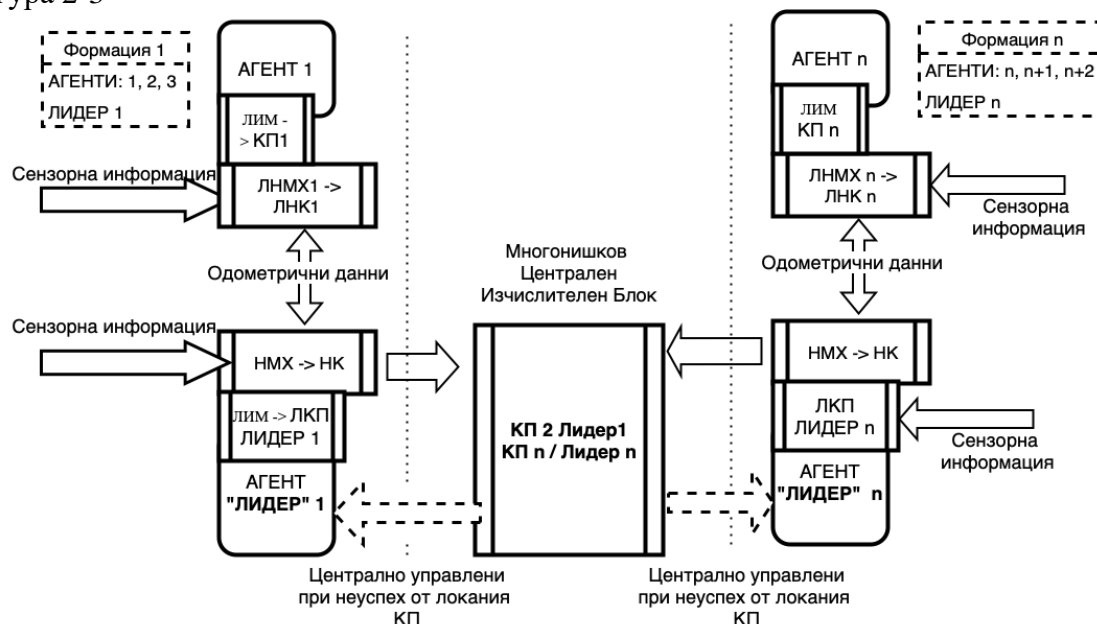 гура 2-3
Формация 1
АГЕНТИ: 1, 2, 3
ЛИДЕР 1
АГЕНТ 1
ЛИМ -
> КП1
Сензорна информация
ЛНМХ1 ->
ЛНК1
Одометрични данни
Сензорна информация
НМХ -> НК
ЛИМ -> ЛКП
ЛИДЕР 1
АГЕНТ
"ЛИДЕР" 1
Многонишков
Централен
Изчислителен Блок
КП 2 Лидер1
КП n / Лидер n
Централно управлени
при неуспех от локания
КП
АГЕНТ n
Формация n
АГЕНТИ: n, n+1, n+2
ЛИДЕР n
ЛИМ
КП n
ЛНМХ n ->
ЛНК n
Сензорна
информация
Одометрични данни
НМХ -> НК
ЛКП
ЛИДЕР n
Сензорна
информация
АГЕНТ
"ЛИДЕР" n
Централно управлени
при неуспех от локания
КП